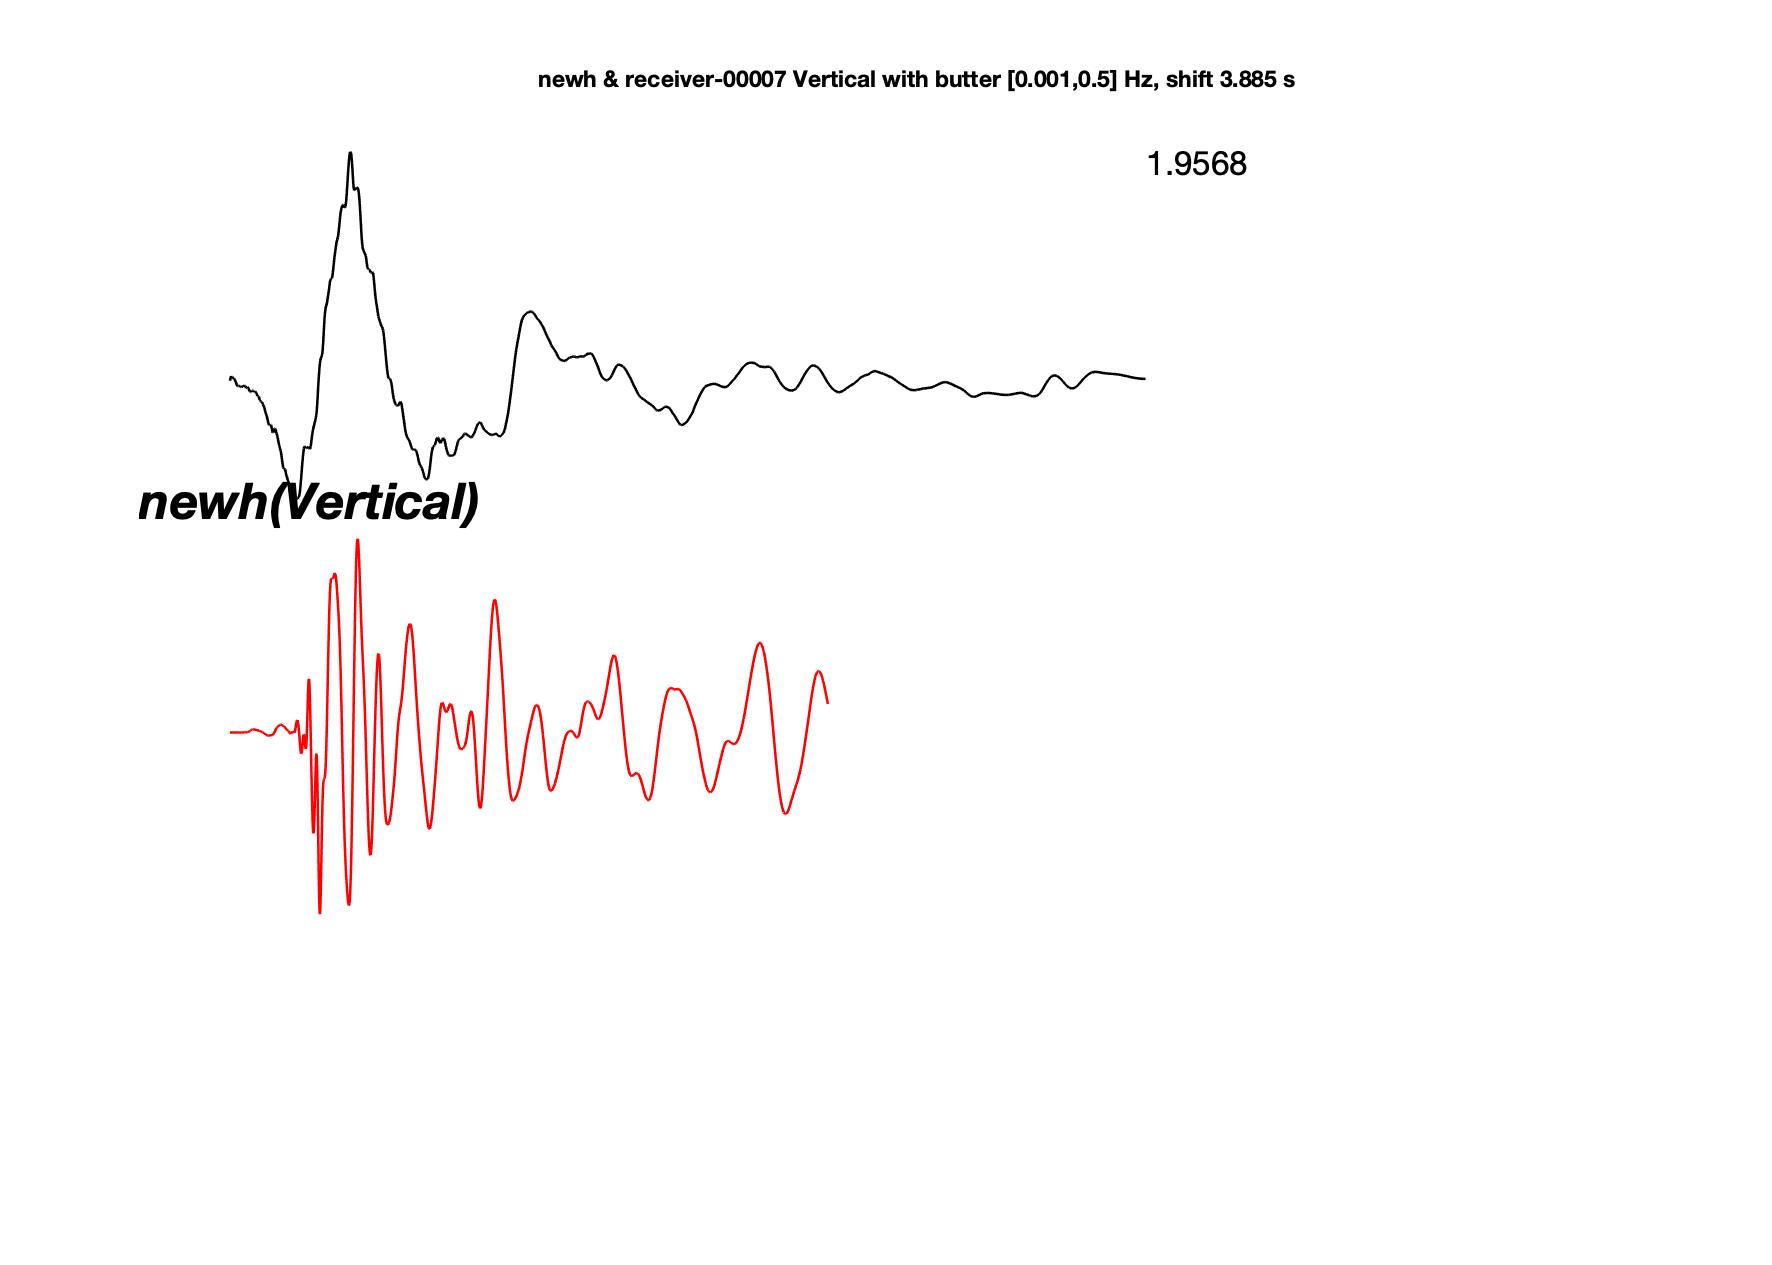 newh & receiver-00007 Vertical with butter [0.001,0.5] Hz, shift 3.885 s
1.9568
newh(Vertical)